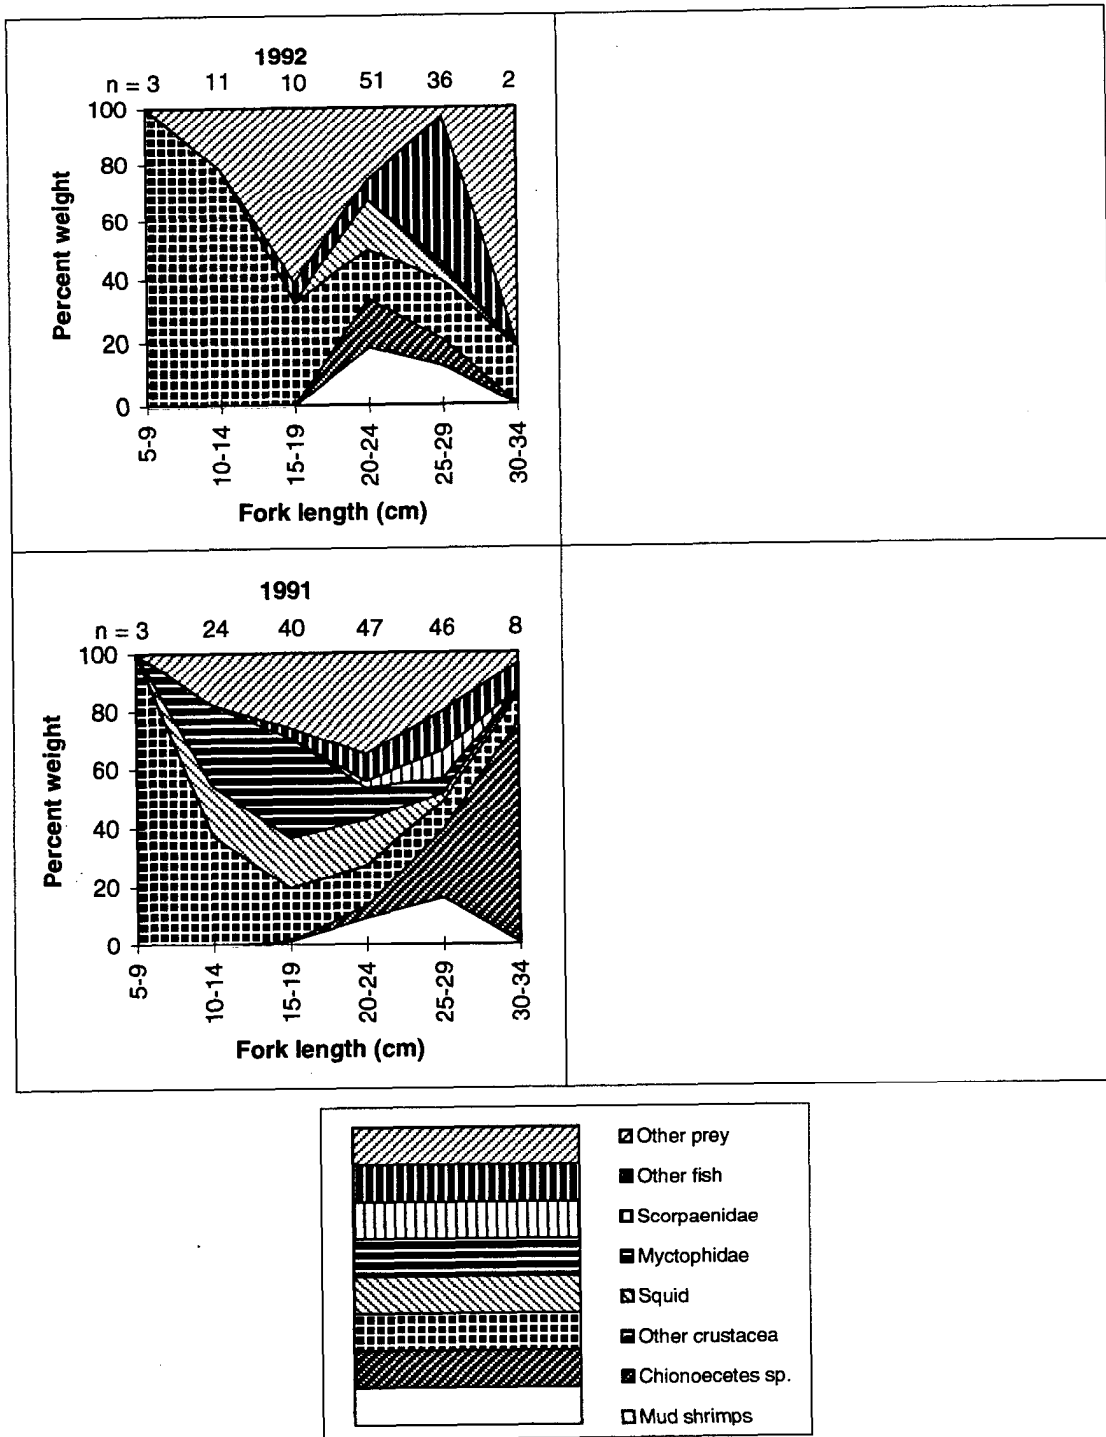 1992
n = 3 11 10 51 36 2
100
80
60
40
20
0
Percent weight
5-9 10-14 15-19 20-24 25-29 30-34
Fork length (cm)
1991
n = 3 24 40 47 46 8
100
80
60
40
20
0
Percent weight
5-9 10-14 15-19 20-24 25-29 30-34
Fork length (cm)
Other prey
Other fish
Scorpaenidae
Myctophidae
Squid
Other crustacea
Chionoecetes sp.
Mud shrimps